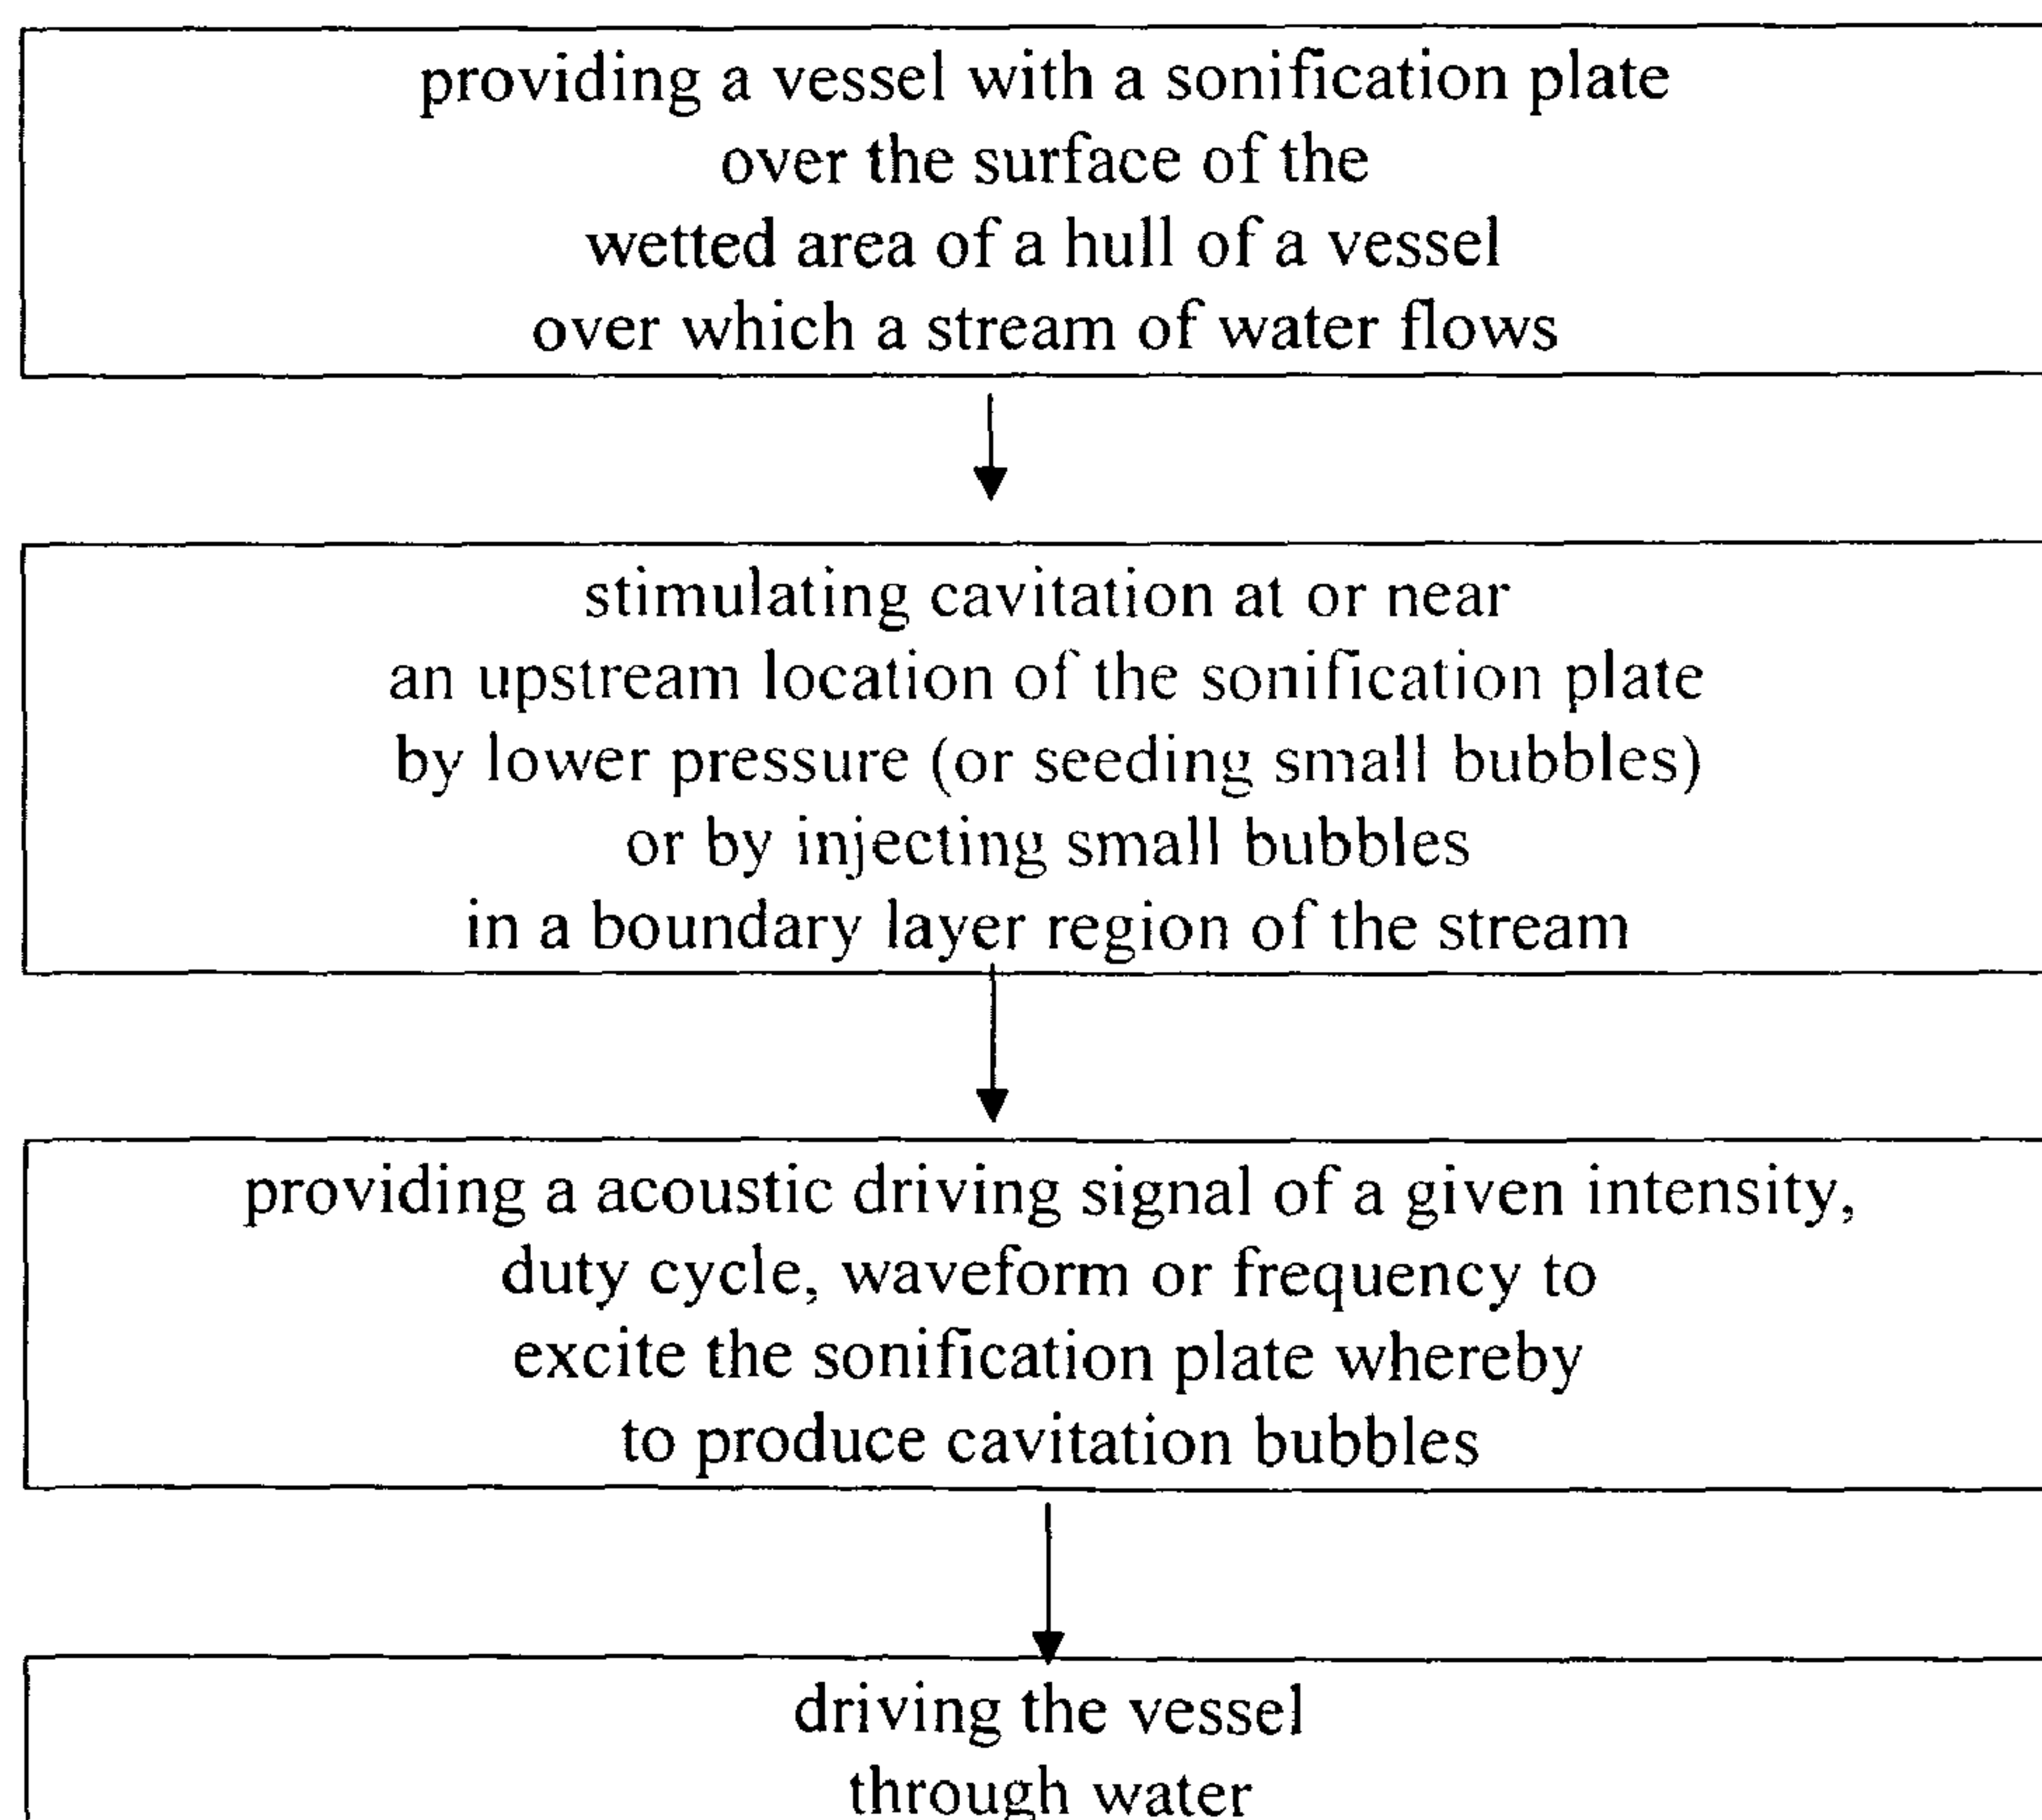 providing a vessel with a sonification plate
over the surface of the
wetted area of a hull of a vessel
over which a stream of water flows
stimulating cavitation at or near
an upstream location of the sonification plate
by lower pressure (or seeding small bubbles)
or by injecting small bubbles
in a boundary layer region of the stream
providing a acoustic driving signal of a given intensity,
duty cycle, waveform or frequency to
excite the sonification plate whereby
to produce cavitation bubbles
driving the vessel
through water